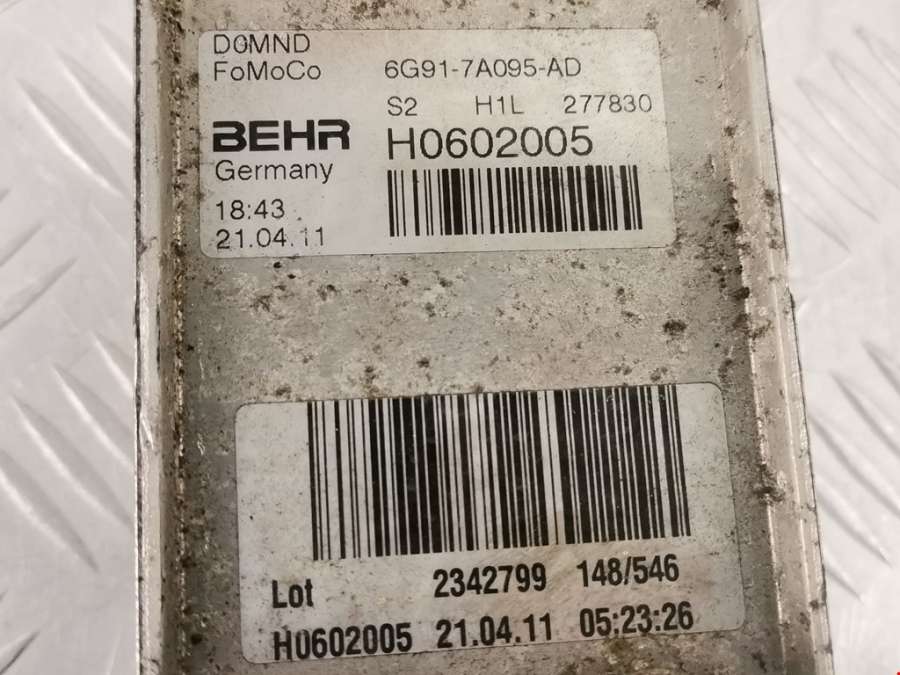 D0MND
FoMoCo 6G91-7A095-AD
S2 H1L 277830
BEHR H0602005
Germany
18:43
21.04.11
Lot 2342799 148/546
H0602005 21.04.11 05:23:26